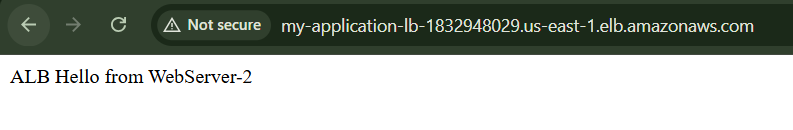 Not secure my-application-lb-1832948029.us-east-1.elb.amazonaws.com
ALB Hello from WebServer-2